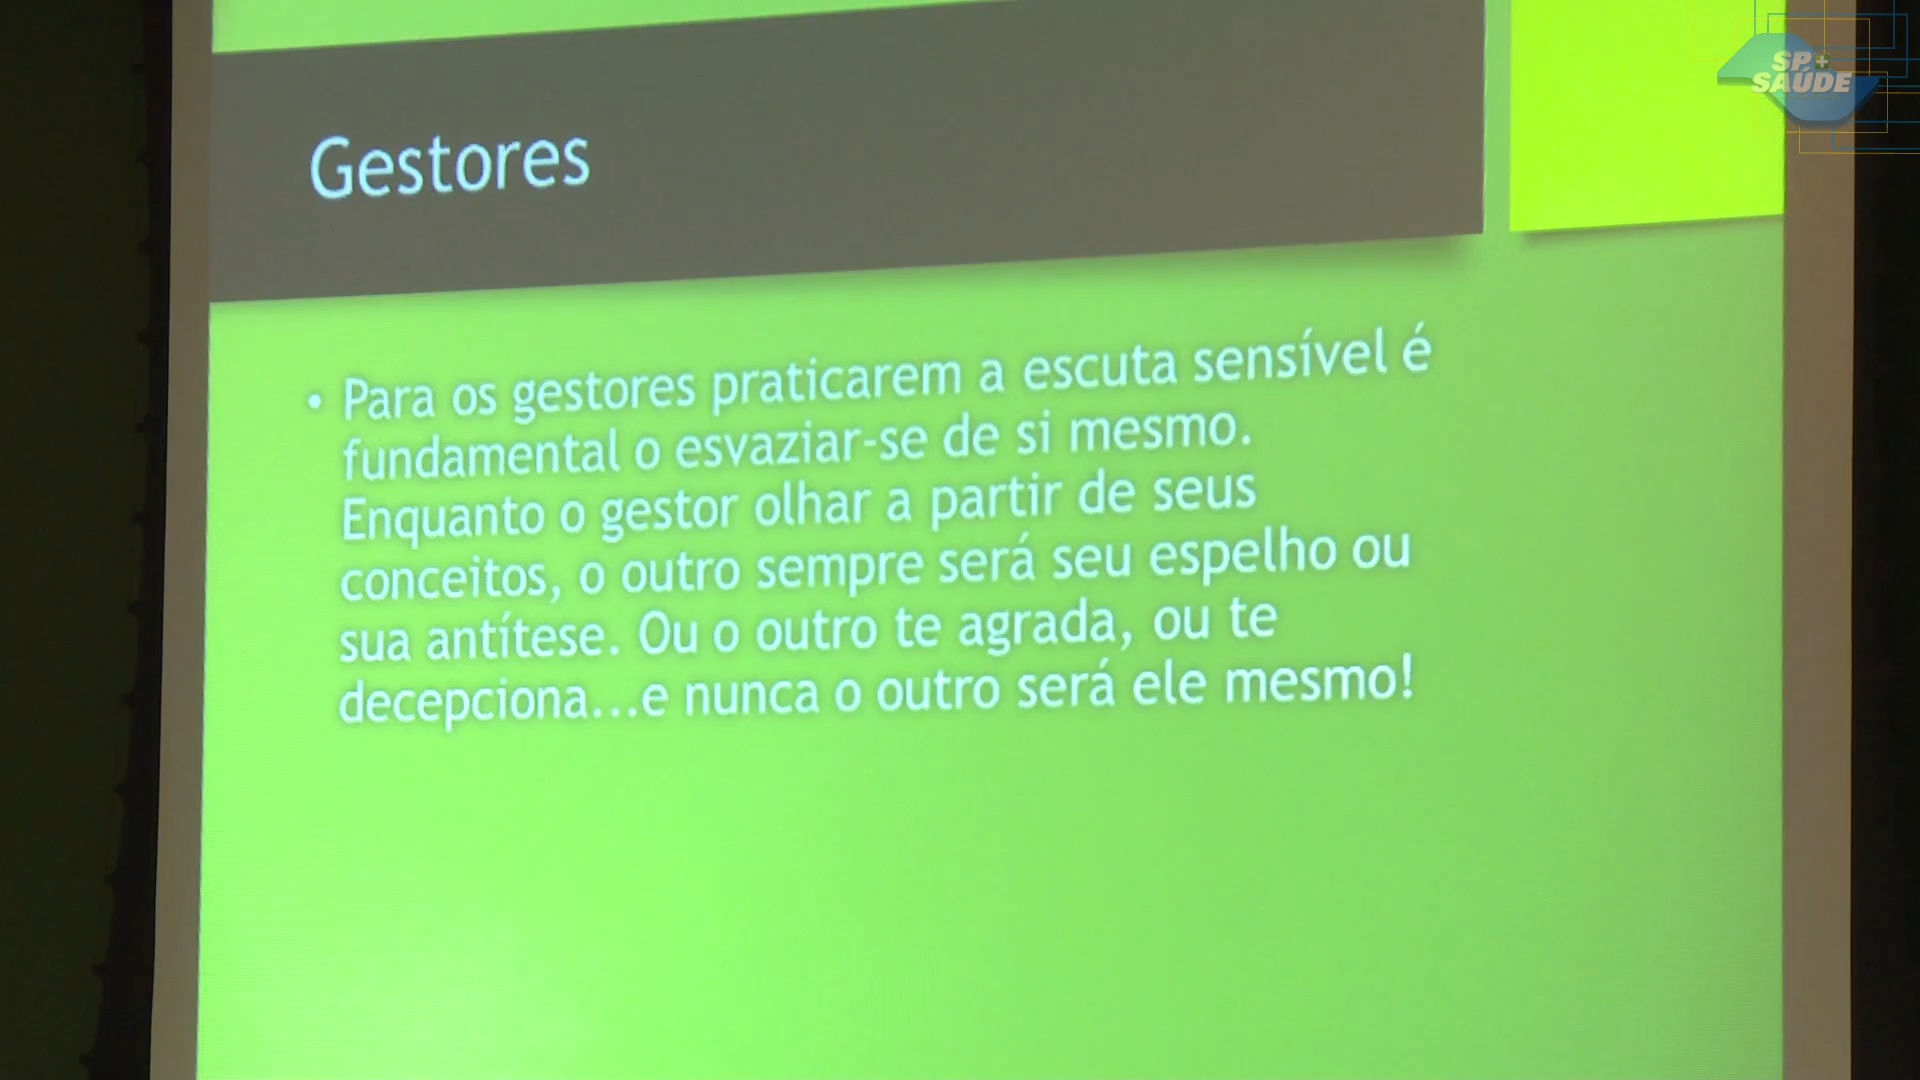 SP+
SAÚDE
Gestores
• Para os gestores praticarem a escuta sensível é
fundamental o esvaziar-se de si mesmo.
Enquanto o gestor olhar a partir de seus
conceitos, o outro sempre será seu espelho ou
sua antítese. Ou o outro te agrada, ou te
decepciona...e nunca o outro será ele mesmo!